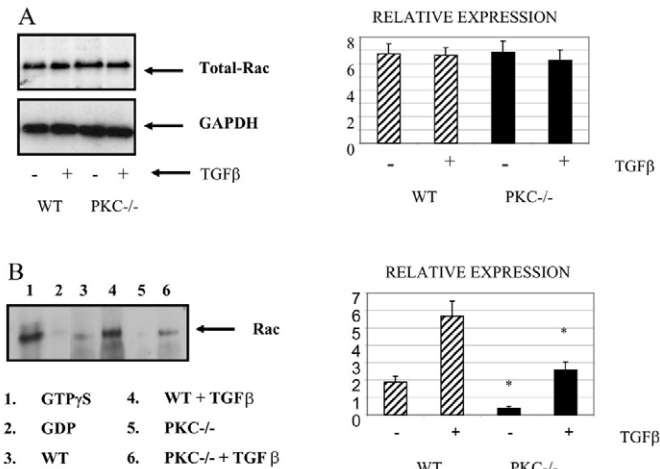 A
Total-Rac
GAPDH
- + - + TGFβ
WT PKC-/-
RELATIVE EXPRESSION
8
6
4
2
0
- + - + TGFβ
WT PKC-/-
B
1 2 3 4 5 6
Rac
1. GTPγS 4. WT + TGFβ
2. GDP 5. PKC-/-
3. WT 6. PKC-/- + TGF β
RELATIVE EXPRESSION
7
6
5
4
3
2
1
0
* *
- + - + TGFβ
WT PKC-/-